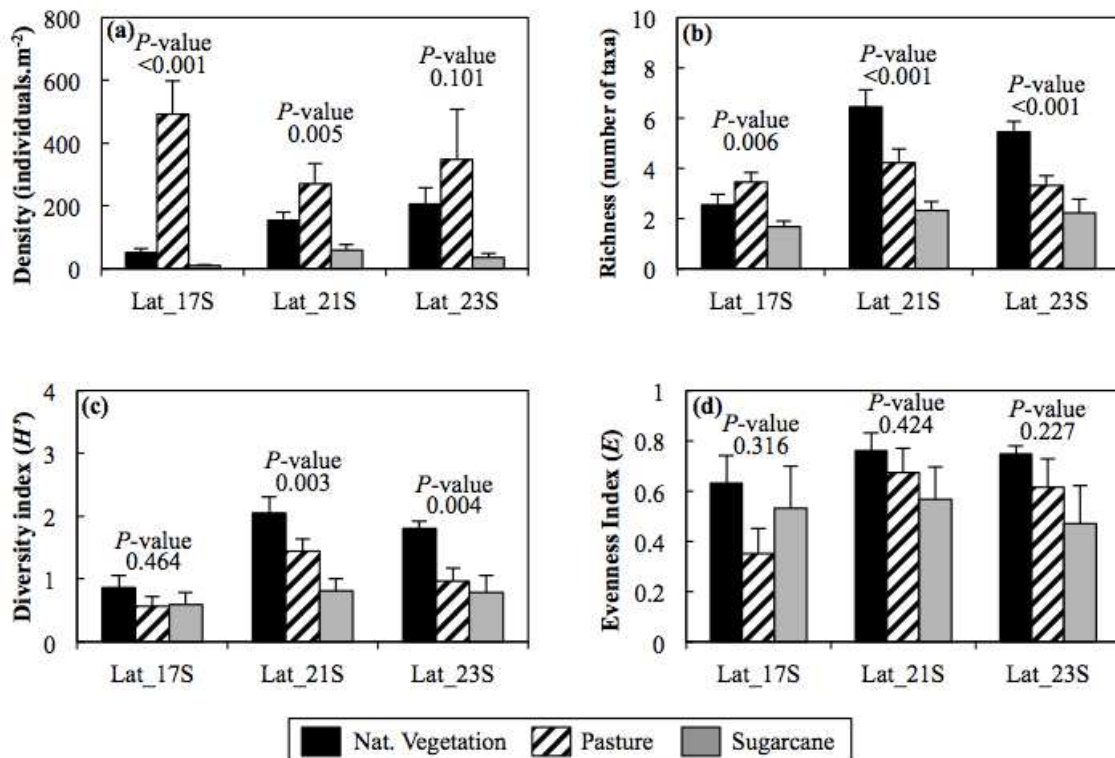 (a)
Density (individuals.m-2)
800
600
400
200
0
P-value
<0.001
P-value
0.005
P-value
0.101
Lat_17S Lat_21S Lat_23S
(b)
Richness (number of taxa)
10
8
6
4
2
0
P-value
0.006
P-value
<0.001
P-value
<0.001
Lat_17S Lat_21S Lat_23S
(c)
Diversity index (H’)
4
3
2
1
0
P-value
0.464
P-value
0.003
P-value
0.004
Lat_17S Lat_21S Lat_23S
(d)
Evenness Index (E)
1
0.8
0.6
0.4
0.2
0
P-value
0.316
P-value
0.424
P-value
0.227
Lat_17S Lat_21S Lat_23S
Nat. Vegetation Pasture Sugarcane